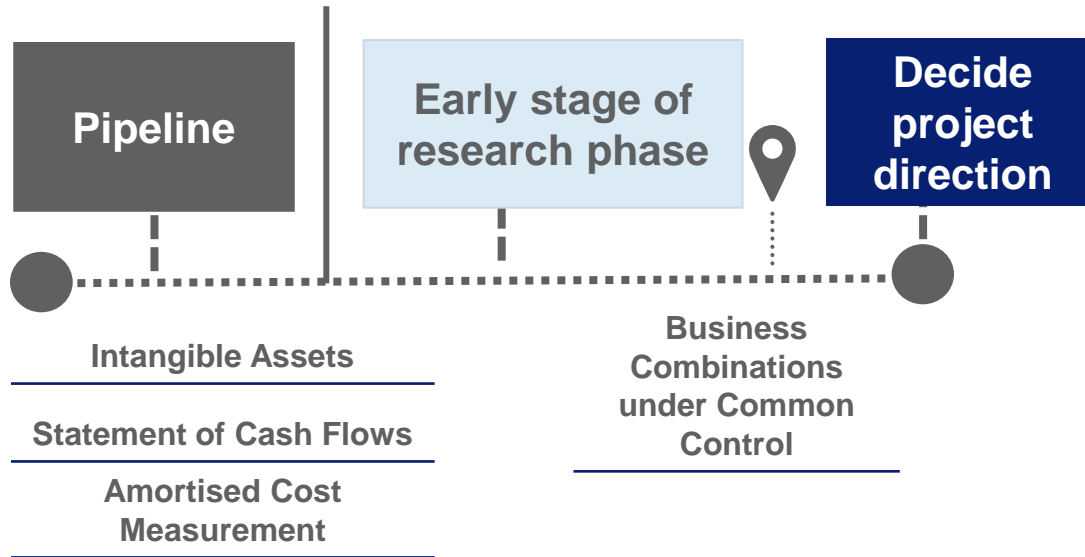 Pipeline
Early stage of
research phase
Decide
project
direction
Intangible Assets
Statement of Cash Flows
Amortised Cost
Measurement
Business
Combinations
under Common
Control